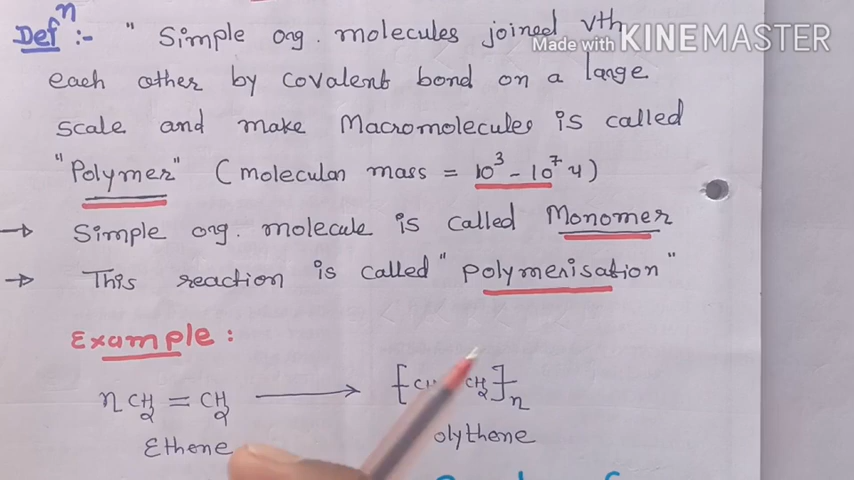 Defⁿ :- " Simple org. molecules joined vth
Made with KINEMASTER
each other by covalent bond on a large
scale and make Macromolecules is called
"Polymer" (molecular mass = 10³ - 10⁷ u)
→ Simple org. molecule is called Monomer
→ This reaction is called "Polymerisation"
Example :
nCH₂ = CH₂ ⟶ [CH CH₂]n
Ethene olythene